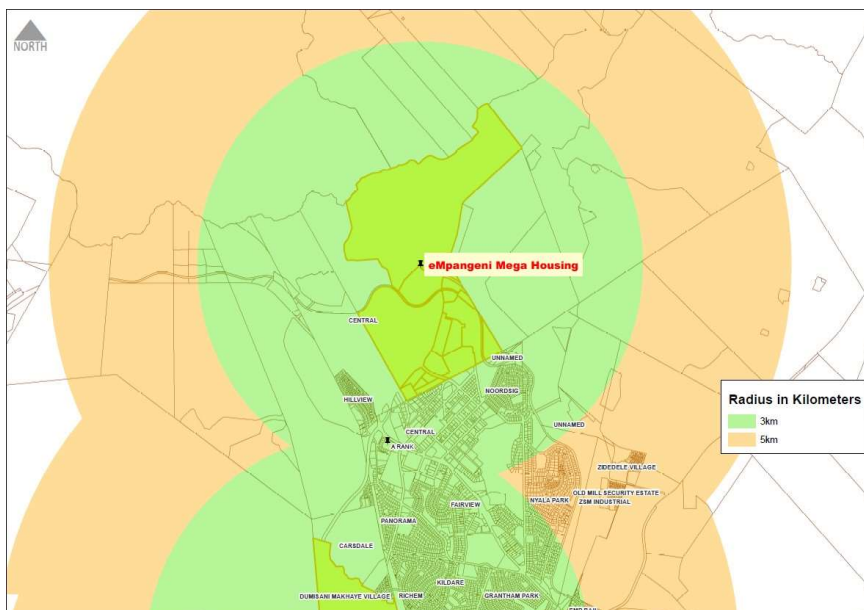 NORTH
eMpangeni Mega Housing
CENTRAL
UNNAMED
NOORDSIG
HILLVIEW
Radius in Kilometers
3km
5km
CENTRAL
UNNAMED
A RANK
ZIDEDELE VILLAGE
OLD MILL SECURITY ESTATE
NYALA PARK
ZSM INDUSTRIAL
FAIRVIEW
PANORAMA
CARSDALE
KILDARE
DUMISANI MAKHAYE VILLAGE
RICHEM
GRANTHAM PARK